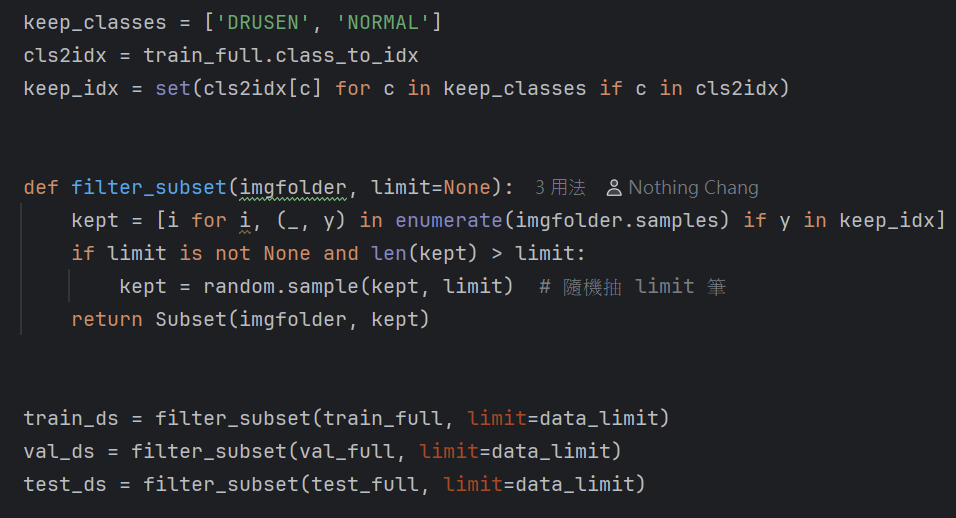 keep_classes = ['DRUSEN', 'NORMAL']
cls2idx = train_full.class_to_idx
keep_idx = set(cls2idx[c] for c in keep_classes if c in cls2idx)
def filter_subset(imgfolder, limit=None): 3 用法 Nothing Chang
    kept = [i for i, (_, y) in enumerate(imgfolder.samples) if y in keep_idx]
    if limit is not None and len(kept) > limit:
        kept = random.sample(kept, limit)  # 隨機抽 limit 筆
    return Subset(imgfolder, kept)
train_ds = filter_subset(train_full, limit=data_limit)
val_ds = filter_subset(val_full, limit=data_limit)
test_ds = filter_subset(test_full, limit=data_limit)